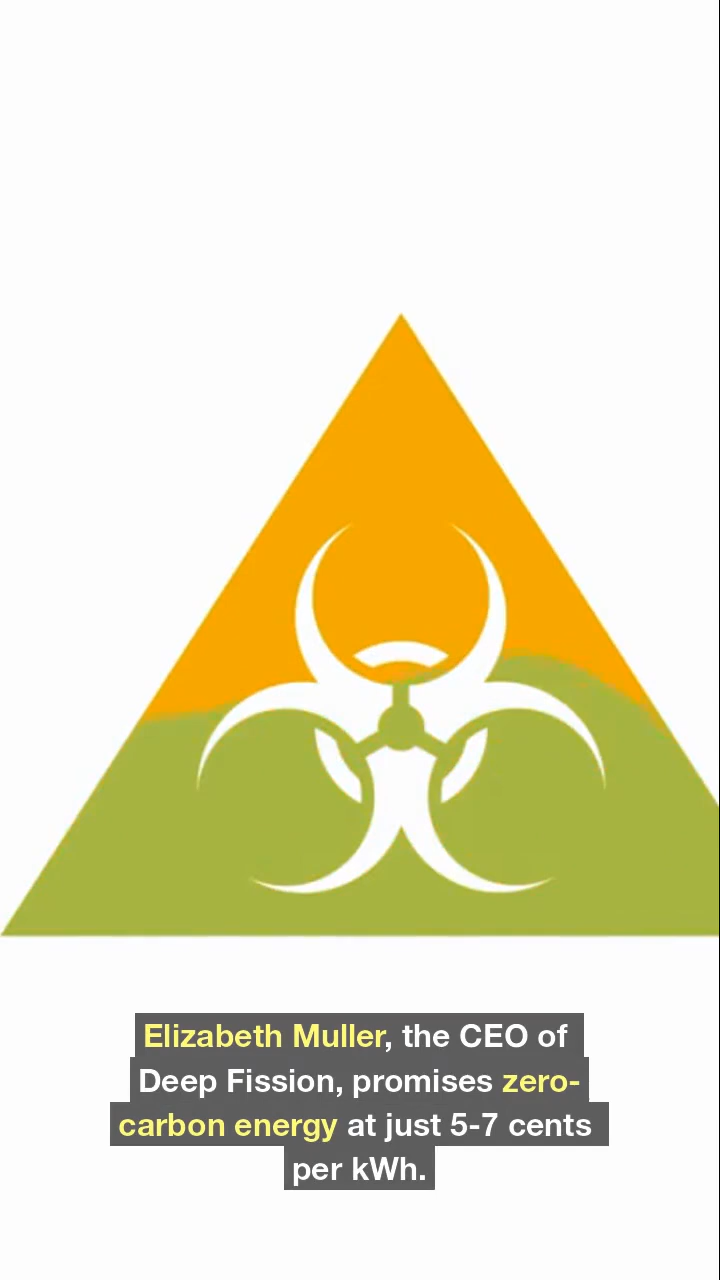 Elizabeth Muller, the CEO of
Deep Fission, promises zero-
carbon energy at just 5-7 cents
per kWh.